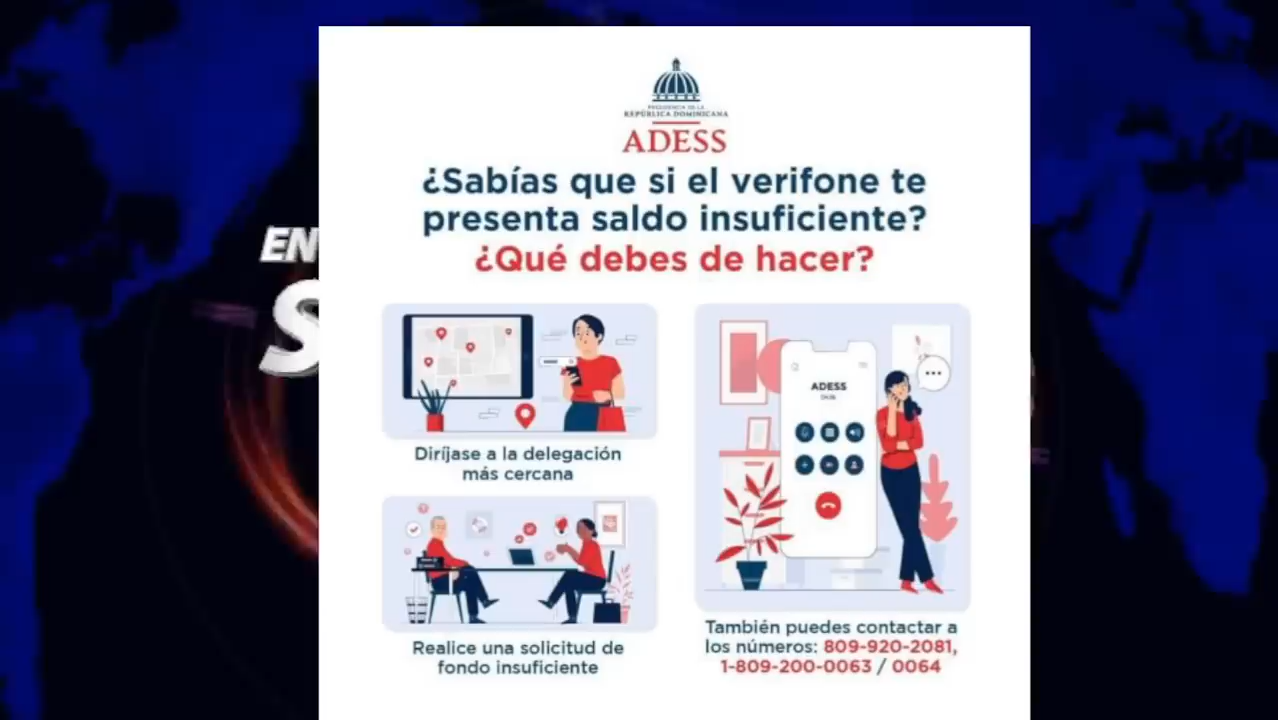 PRESIDENCIA DE LA
REPÚBLICA DOMINICANA
ADESS
¿Sabías que si el verifone te
presenta saldo insuficiente?
¿Qué debes de hacer?
EN
S
Diríjase a la delegación
más cercana
Realice una solicitud de
fondo insuficiente
ADESS
También puedes contactar a
los números: 809-920-2081,
1-809-200-0063 / 0064